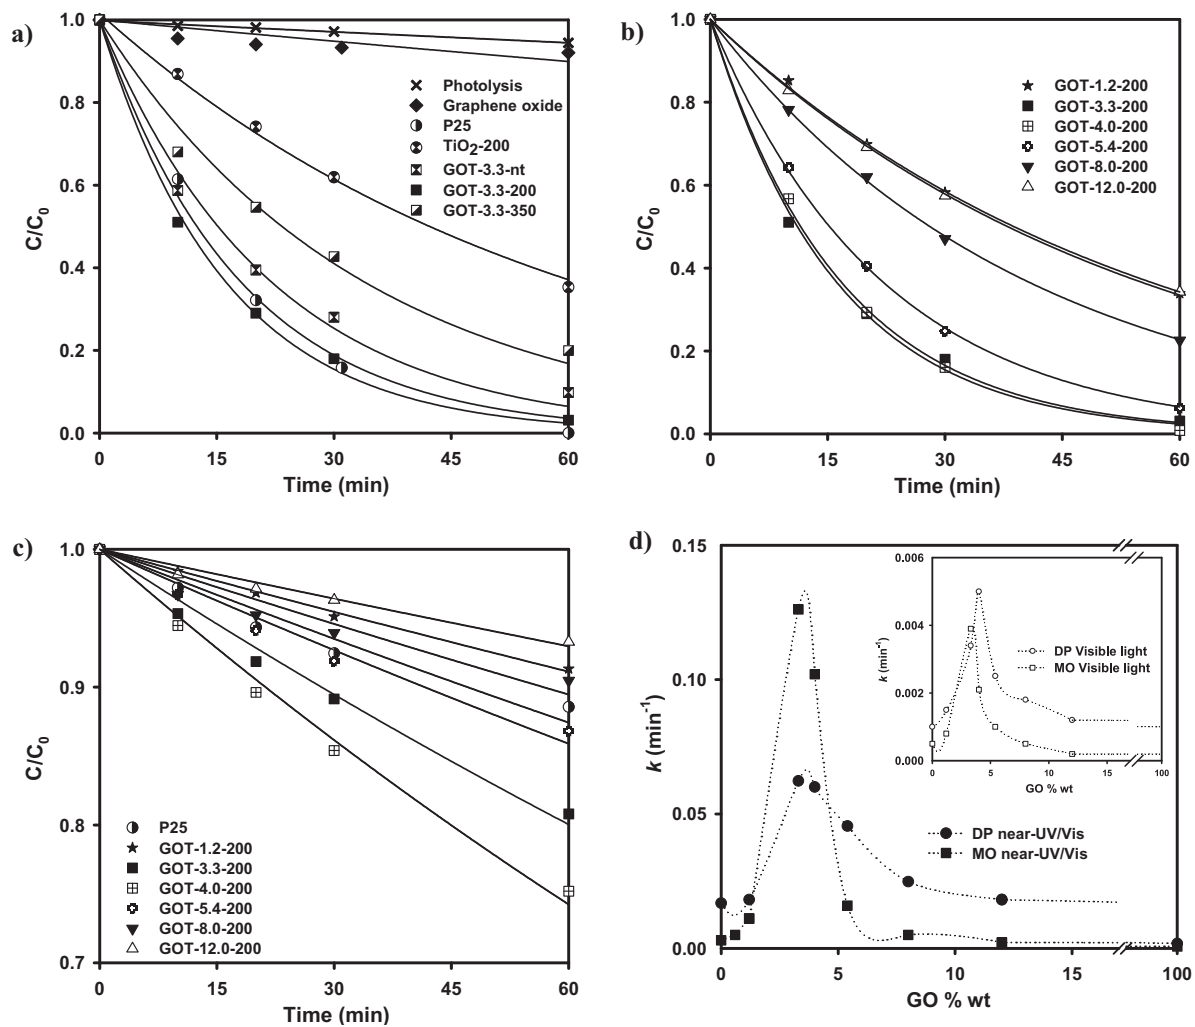 a)
C/C0
1.0
0.8
0.6
0.4
0.2
0.0
Photolysis
Graphene oxide
P25
TiO2-200
GOT-3.3-nt
GOT-3.3-200
GOT-3.3-350
0 15 30 45 60
Time (min)
b)
C/C0
1.0
0.8
0.6
0.4
0.2
0.0
GOT-1.2-200
GOT-3.3-200
GOT-4.0-200
GOT-5.4-200
GOT-8.0-200
GOT-12.0-200
0 15 30 45 60
Time (min)
c)
C/C0
1.0
0.9
0.8
0.7
P25
GOT-1.2-200
GOT-3.3-200
GOT-4.0-200
GOT-5.4-200
GOT-8.0-200
GOT-12.0-200
0 15 30 45 60
Time (min)
d)
k (min-1)
0.15
0.10
0.05
0.00
k (min-1)
0.006
0.004
0.002
0.000
DP Visible light
MO Visible light
0 5 10 15 100
GO % wt
DP near-UV/Vis
MO near-UV/Vis
0 5 10 15 100
GO % wt